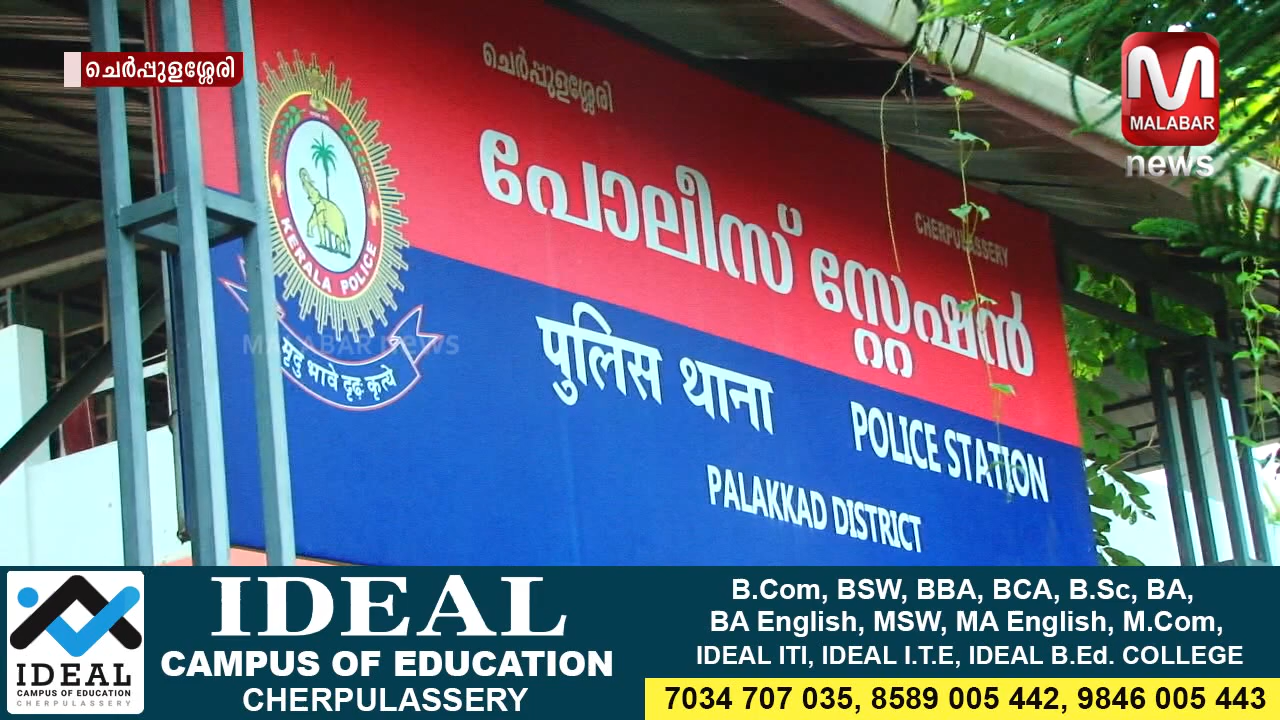 ചെർപ്പുളശ്ശേരി
M
MALABAR
news
ചെർപ്പുളശ്ശേരി
പോലീസ് സ്റ്റേഷൻ
CHERPULASSERY
KERALA POLICE
मृदु भावे दृढ़ कृत्ये
MALABAR news
पुलिस थाना
POLICE STATION
PALAKKAD DISTRICT
IDEAL
CAMPUS OF EDUCATION
CHERPULASSERY
IDEAL
CAMPUS OF EDUCATION
CHERPULASSERY
B.Com, BSW, BBA, BCA, B.Sc, BA,
BA English, MSW, MA English, M.Com,
IDEAL ITI, IDEAL I.T.E, IDEAL B.Ed. COLLEGE
7034 707 035, 8589 005 442, 9846 005 443